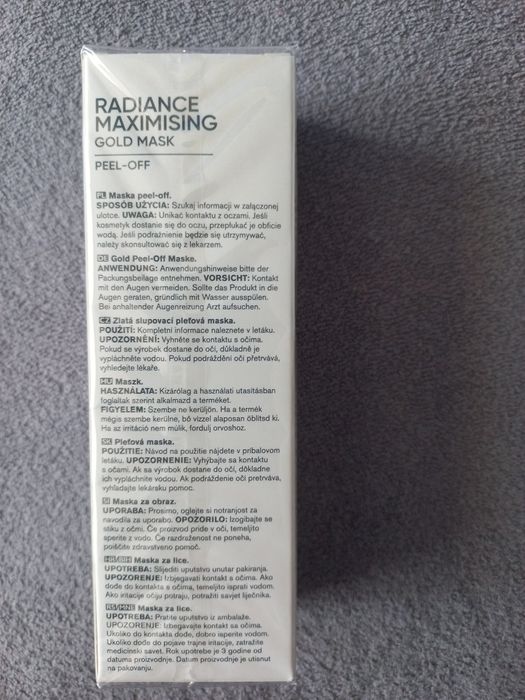 RADIANCE
MAXIMISING
GOLD MASK
PEEL-OFF
PL Maska peel-off.
SPOSÓB UŻYCIA: Szukaj informacji w załączonej
ulotce. UWAGA: Unikać kontaktu z oczami. Jeśli
kosmetyk dostanie się do oczu, przepłukać je obficie
wodą. Jeśli podrażnienie będzie się utrzymywać,
należy skonsultować się z lekarzem.
DE Gold Peel-Off Maske.
ANWENDUNG: Anwendungshinweise bitte der
Packungsbeilage entnehmen. VORSICHT: Kontakt
mit den Augen vermeiden. Sollte das Produkt in die
Augen geraten, gründlich mit Wasser ausspülen.
Bei anhaltender Augenreizung Arzt aufsuchen.
CZ Zlatá slupovací pleťová maska.
POUŽITÍ: Kompletní informace naleznete v letáku.
UPOZORNĚNÍ: Vyhněte se kontaktu s očima.
Pokud se výrobek dostane do očí, důkladně je
vypláchněte vodou. Pokud podráždění očí přetrvává,
vyhledejte lékaře.
HU Maszk.
HASZNÁLATA: Kizárólag a használati utasításban
foglaltak szerint alkalmazd a terméket.
FIGYELEM: Szembe ne kerüljön. Ha a termék
mégis szembe kerülne, bő vízzel alaposan öblítsd ki.
Ha az irritáció nem múlik, fordulj orvoshoz.
SK Pleťová maska.
POUŽITIE: Návod na použitie nájdete v príbalovom
letáku. UPOZORNENIE: Vyhýbajte sa kontaktu
s očami. Ak sa výrobok dostane do očí, dôkladne
ich vypláchnite vodou. Ak podráždenie očí pretrváva,
vyhľadajte lekársku pomoc.
SI Maska za obraz.
UPORABA: Prosimo, oglejte si notranjost za
navodila za uporabo. OPOZORILO: Izogibajte se
stiku z očmi. Če proizvod pride v oči, temeljito
sperite z vodo. Če razdraženost ne poneha,
poiščite zdravstveno pomoč.
HR/BIH Maska za lice.
UPOTREBA: Slijediti uputstvo unutar pakiranja.
UPOZORENJE: Izbjegavati kontakt s očima. Ako
dođe do kontakta s očima, temeljito isprati vodom.
Ako iritacije očiju potraju, potražiti savjet liječnika.
RS/MNE Maska za lice.
UPOTREBA: Pratite uputstvo iz ambalaže.
UPOZORENJE: Izbegavajte kontakt sa očima.
Ukoliko do kontakta dođe, dobro isperite vodom.
Ukoliko dođe do pojave trajne iritacije, zatražite
medicinski savet. Rok upotrebe je 3 godine od
datuma proizvodnje. Datum proizvodnje je utisnut
na pakovanju.